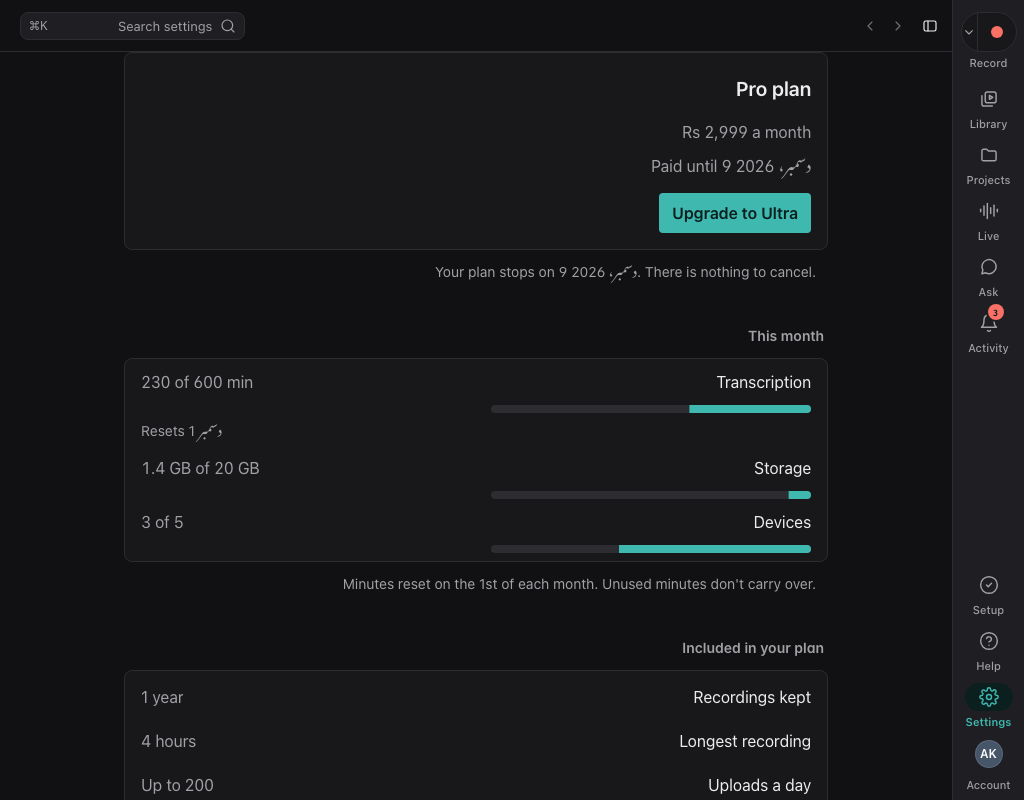 Search settings ⌘K
Record
Library
Projects
Live
Ask
3
Activity
Setup
Help
Settings
AK
Account
Pro plan
Rs 2,999 a month
Paid until 9 دسمبر، 2026
Upgrade to Ultra
Your plan stops on 9 دسمبر، 2026. There is nothing to cancel.
This month
Transcription 230 of 600 min
Resets 1 دسمبر
Storage 1.4 GB of 20 GB
Devices 3 of 5
Minutes reset on the 1st of each month. Unused minutes don't carry over.
Included in your plan
Recordings kept 1 year
Longest recording 4 hours
Uploads a day Up to 200